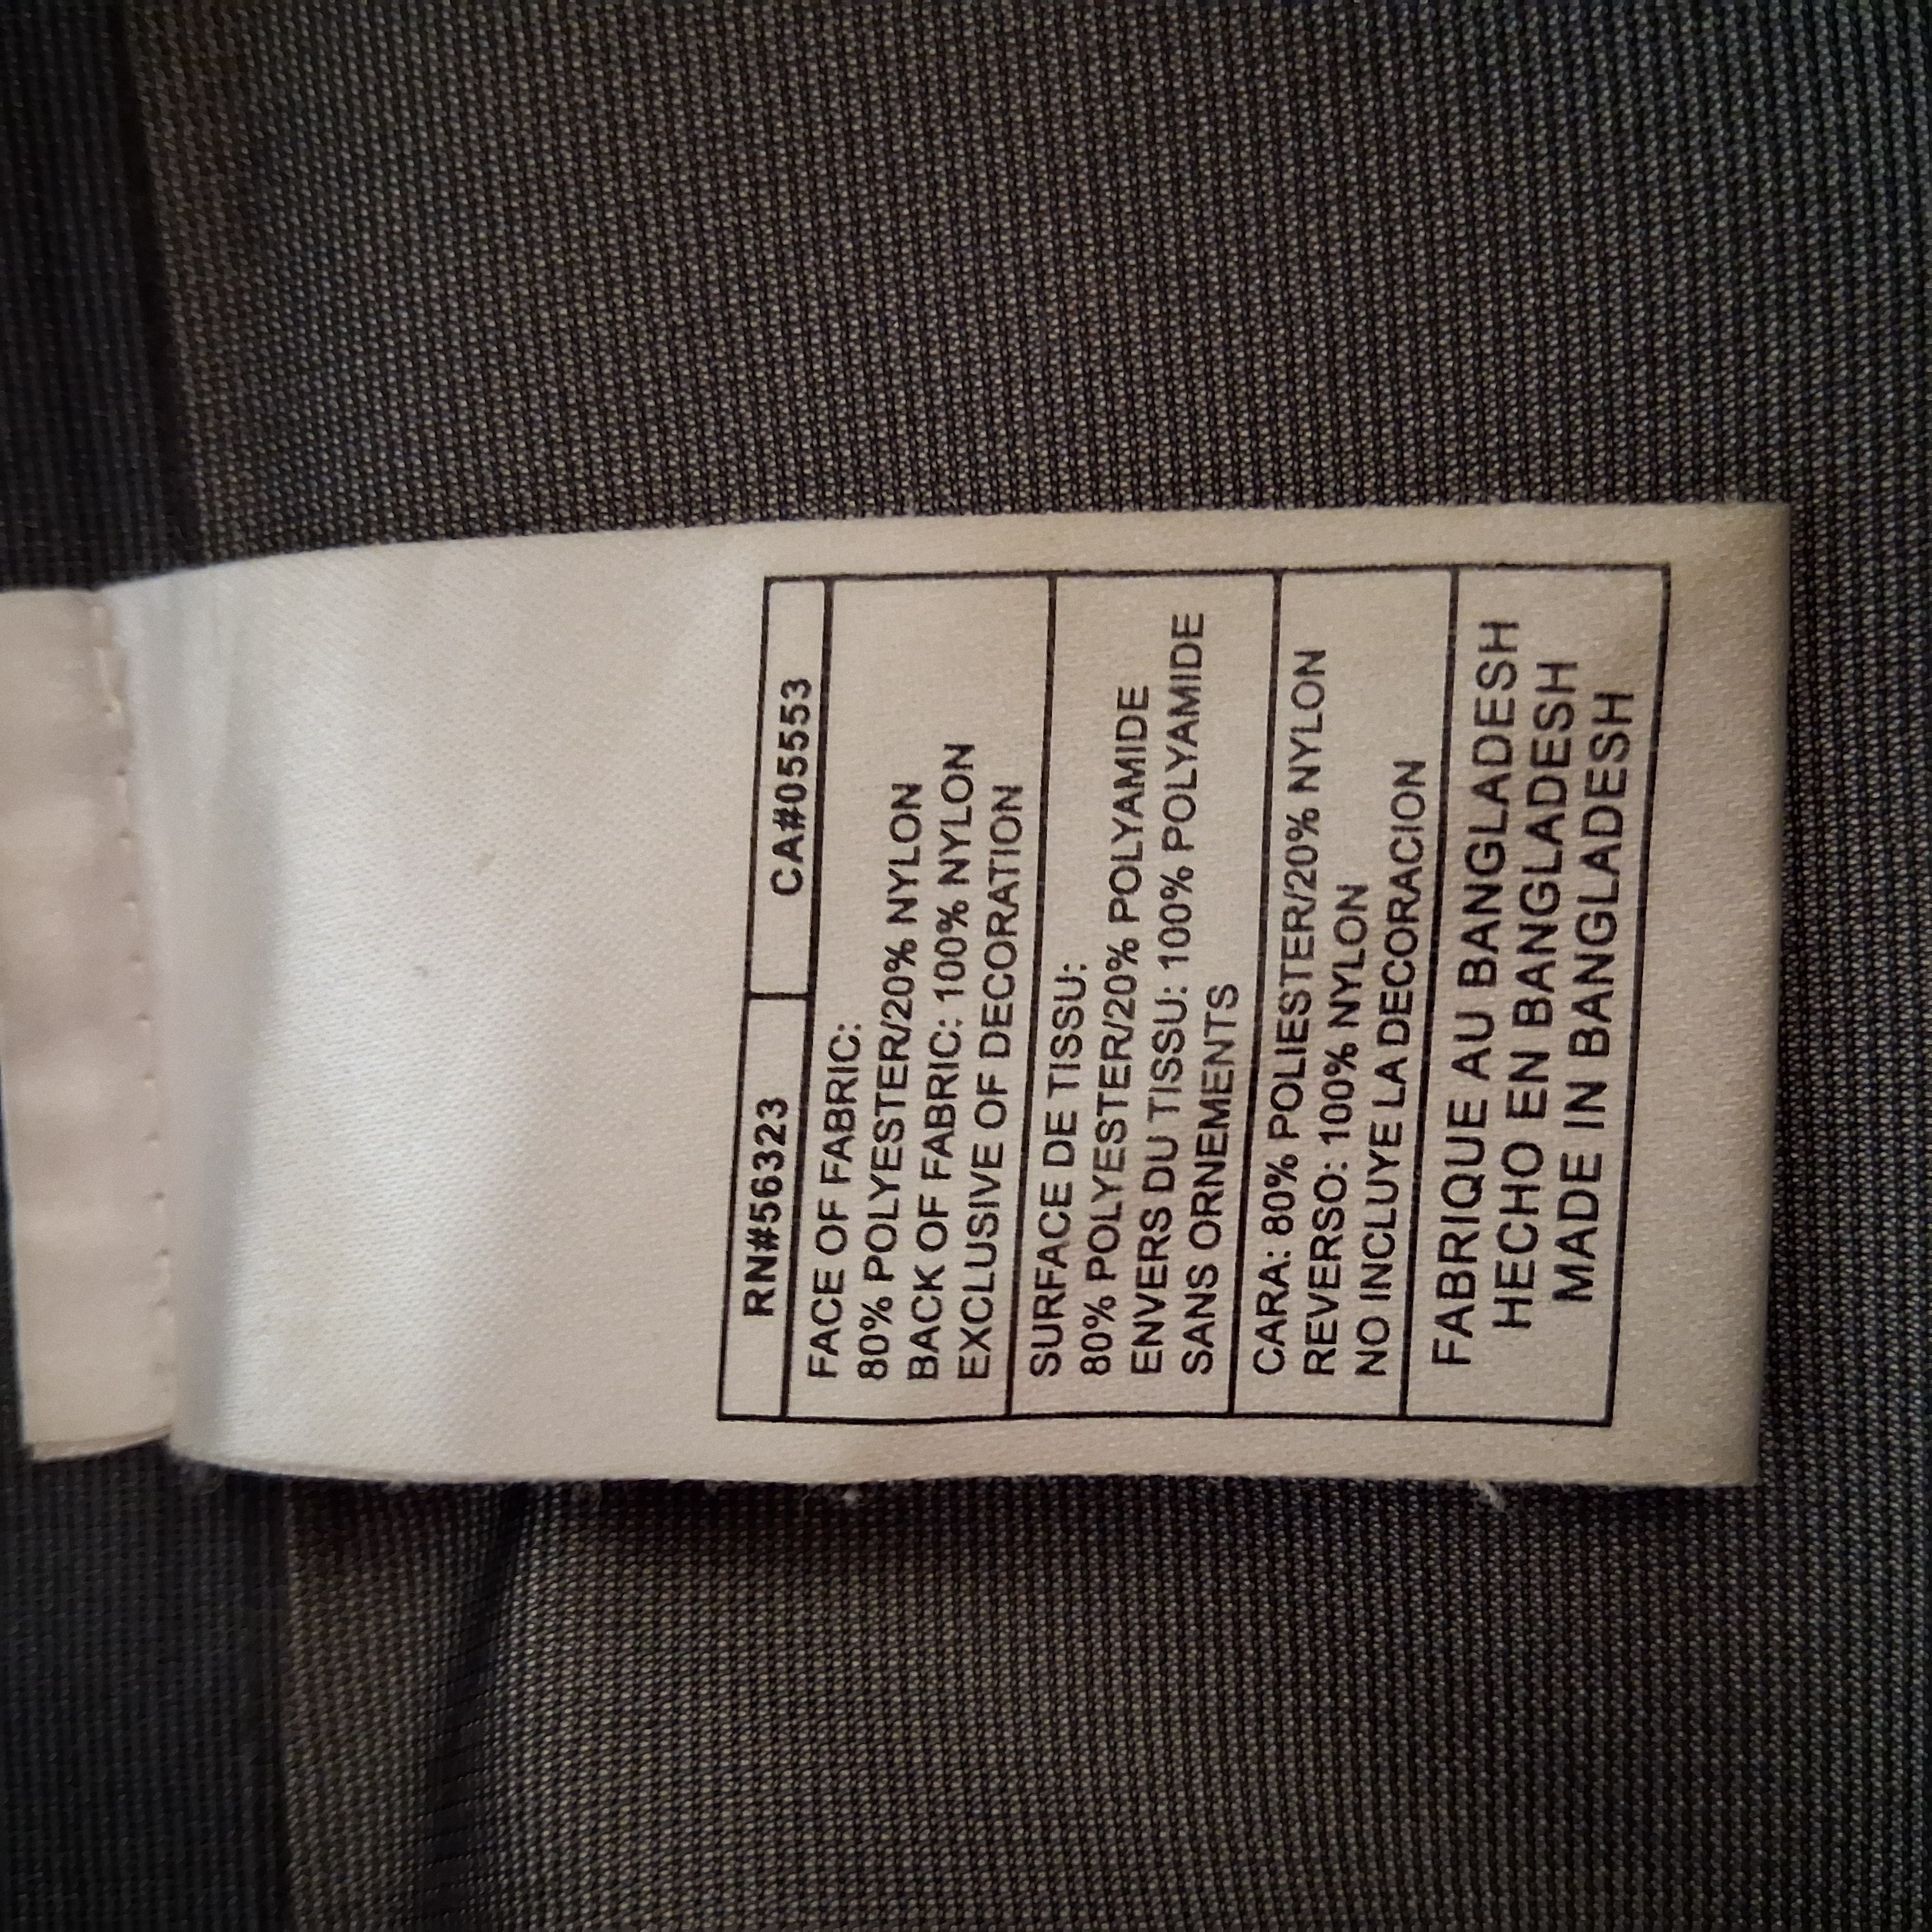 RN#56323 CA#05553
FACE OF FABRIC:
80% POLYESTER/20% NYLON
BACK OF FABRIC: 100% NYLON
EXCLUSIVE OF DECORATION
SURFACE DE TISSU:
80% POLYESTER/20% POLYAMIDE
ENVERS DU TISSU: 100% POLYAMIDE
SANS ORNEMENTS
CARA: 80% POLIESTER/20% NYLON
REVERSO: 100% NYLON
NO INCLUYE LA DECORACION
FABRIQUE AU BANGLADESH
HECHO EN BANGLADESH
MADE IN BANGLADESH